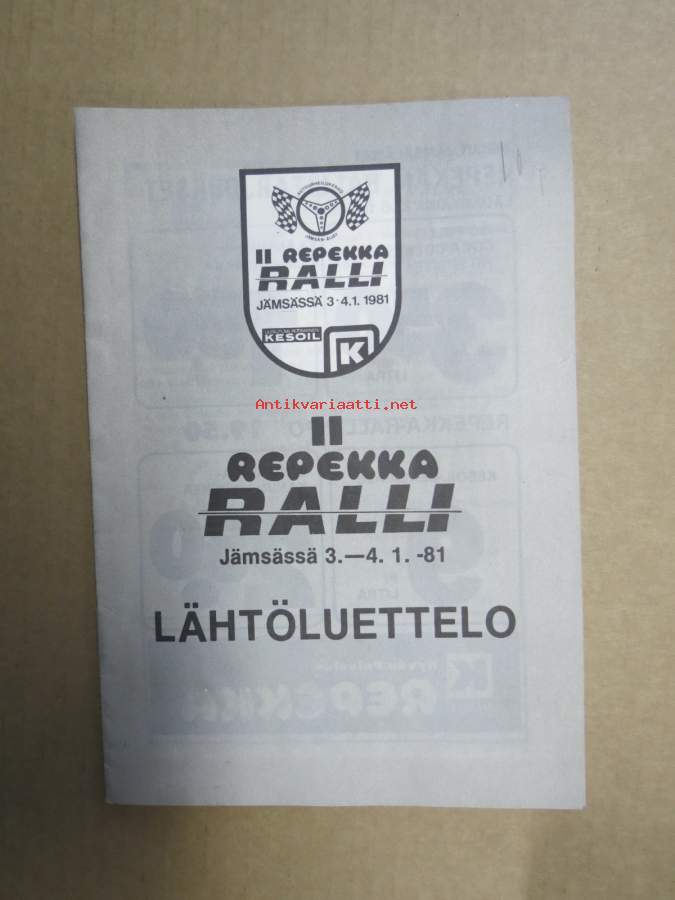 II REPEKKA
RALLI
JÄMSÄSSÄ 3-4.1. 1981
KESOIL
K
Antikvariaatti.net
II
REPEKKA
RALLI
Jämsässä 3.—4. 1. -81
LÄHTÖLUETTELO